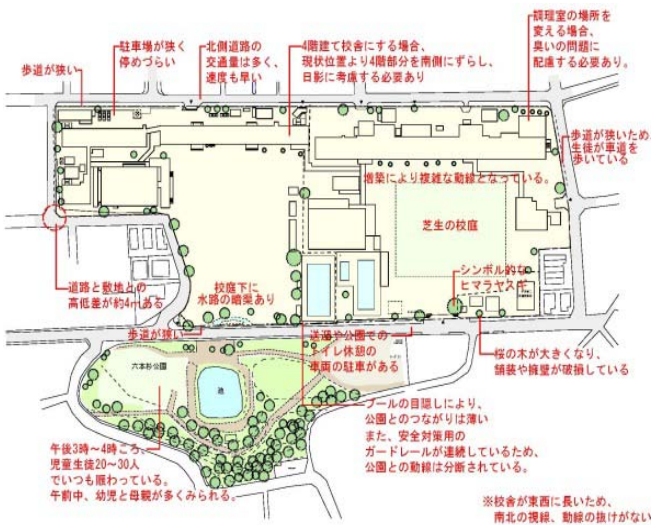 調理室の場所を
変える場合、
臭いの問題に
配慮する必要あり。
駐車場が狭く
停めづらい
北側道路の
交通量は多く、
速度も早い
4階建て校舎にする場合、
現状位置より4階部分を南側にずらし、
日影に考慮する必要あり
歩道が狭い
歩道が狭いため、
生徒が車道を
歩いている
増築により複雑な動線となっている。
芝生の校庭
道路と敷地との
高低差が約4mある
校庭下に
水路の暗渠あり
シンボル的な
ヒマラヤスギ
歩道が狭い
送迎や公園での
トイレ休憩の
車両の駐車がある
桜の木が大きくなり、
舗装や擁壁が破損している
六本杉公園
池
プールの目隠しにより、
公園とのつながりは薄い
また、安全対策用の
ガードレールが連続しているため、
公園との動線は分断されている。
午後3時～4時ころ、
児童生徒20～30人
でいつも賑わっている。
午前中、幼児と母親が多くみられる。
※校舎が東西に長いため、
南北の視線、動線の抜けがない